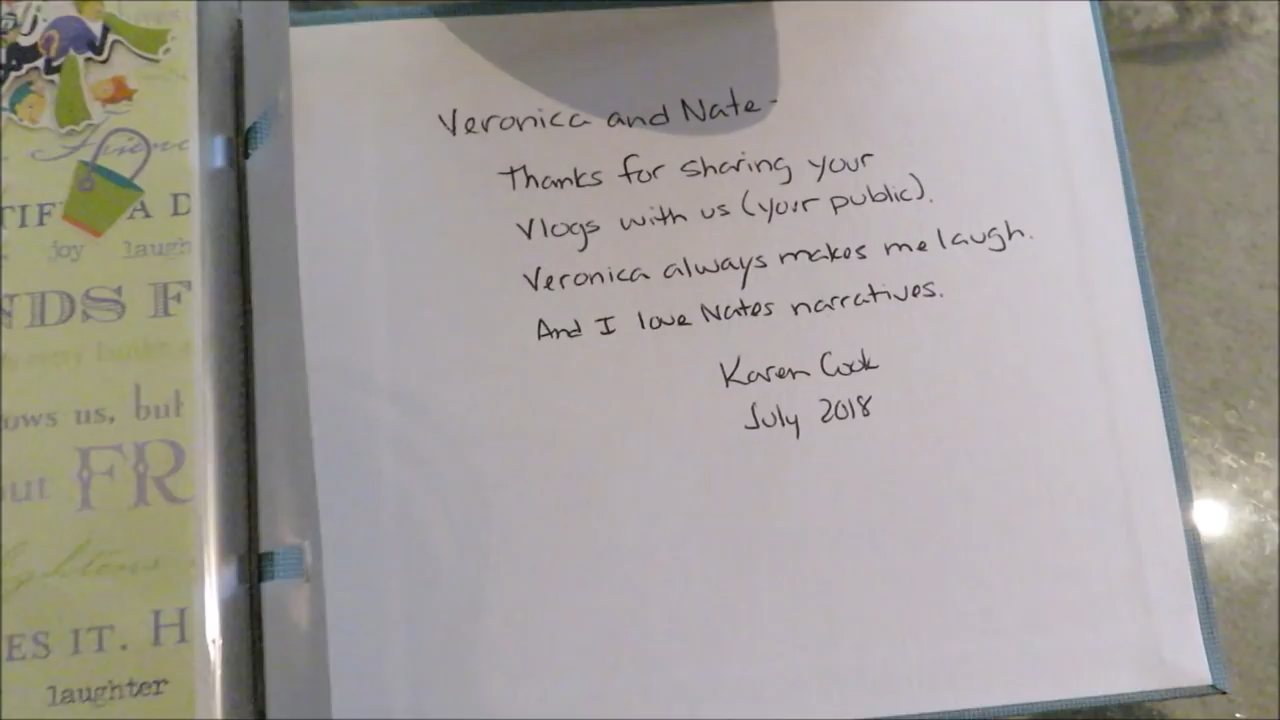 Veronica and Nate -
Thanks for sharing your
Vlogs with us (your public).
Veronica always makes me laugh.
And I love Nates narratives.
Karen Cook
July 2018
A D
joy laugh
NDS F
ows us, but
out FR
ES IT. H
laughter